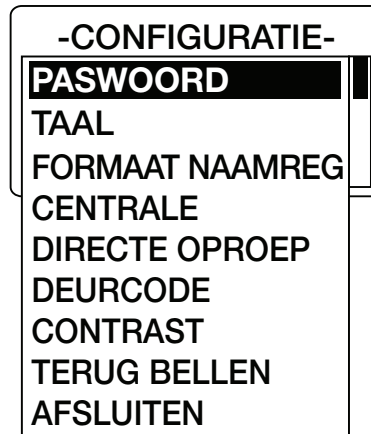 -CONFIGURATIE-
PASWOORD
TAAL
FORMAAT NAAMREG
CENTRALE
DIRECTE OPROEP
DEURCODE
CONTRAST
TERUG BELLEN
AFSLUITEN